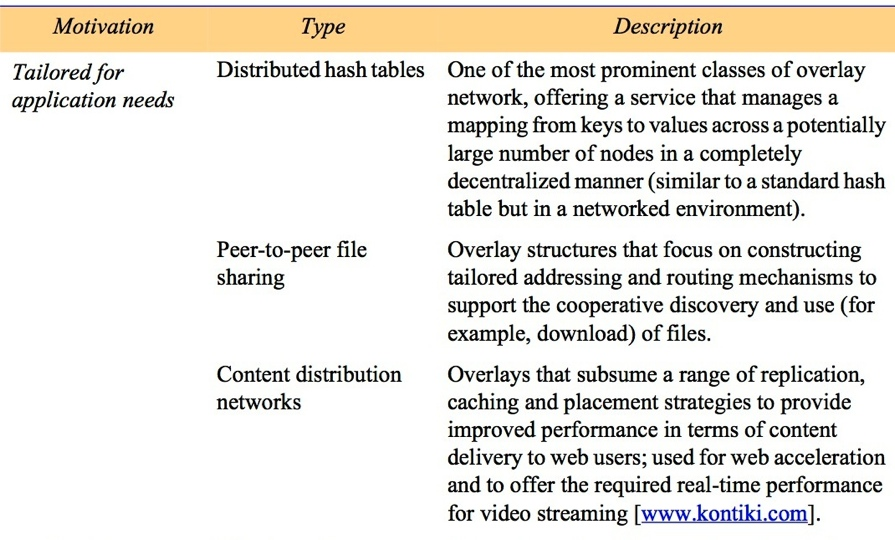 Motivation Type Description
Tailored for
application needs
Distributed hash tables
One of the most prominent classes of overlay
network, offering a service that manages a
mapping from keys to values across a potentially
large number of nodes in a completely
decentralized manner (similar to a standard hash
table but in a networked environment).
Peer-to-peer file
sharing
Overlay structures that focus on constructing
tailored addressing and routing mechanisms to
support the cooperative discovery and use (for
example, download) of files.
Content distribution
networks
Overlays that subsume a range of replication,
caching and placement strategies to provide
improved performance in terms of content
delivery to web users; used for web acceleration
and to offer the required real-time performance
for video streaming [www.kontiki.com].